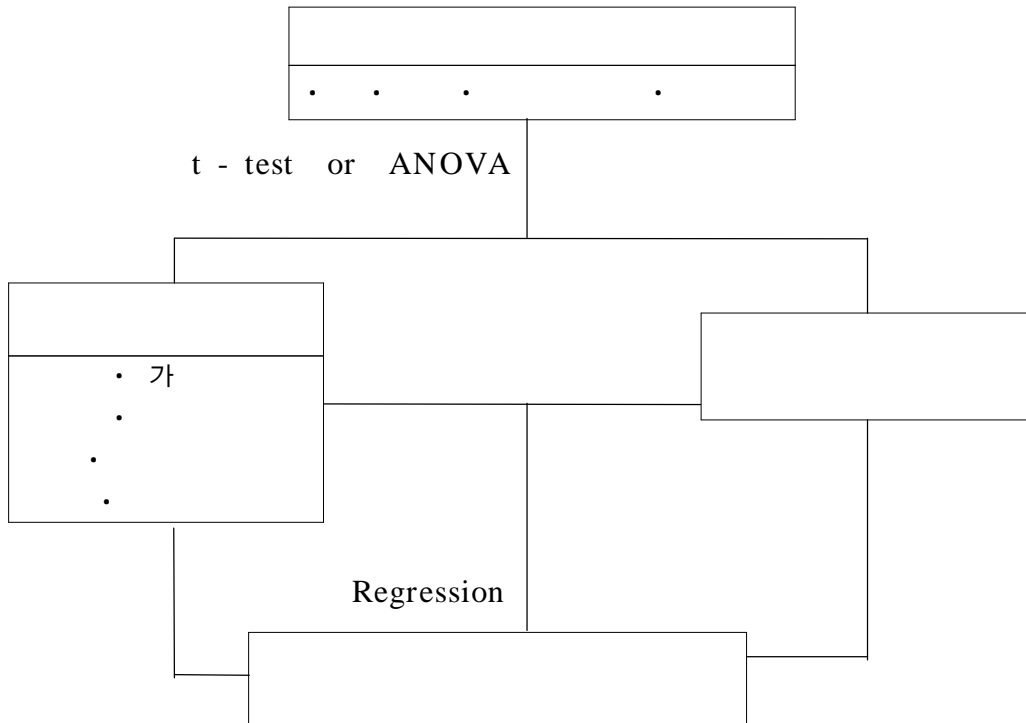 · · · ·
t - test or ANOVA
· 가
·
·
·
Regression